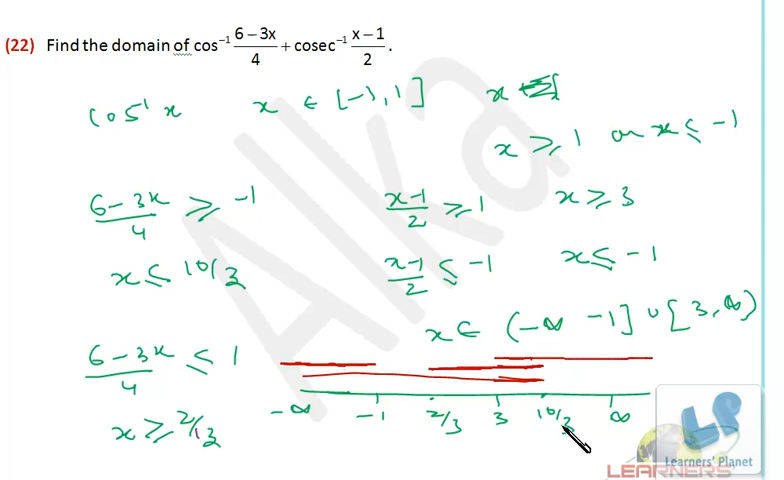 (22) Find the domain of cos⁻¹ (6−3x)/4 + cosec⁻¹ (x−1)/2 .
cos⁻¹ x    x ∈ [−1, 1]    x
x ≥ 1 or x ≤ −1
(6−3x)/4 ≥ −1    (x−1)/2 ≥ 1    x ≥ 3
x ≤ 10/3    (x−1)/2 ≤ −1    x ≤ −1
x ∈ (−∞ −1] ∪ [3, ∞)
(6−3x)/4 ≤ 1
x ≥ 2/3
−∞ −1 2/3 3 10/3 ∞
Alka
Learners' Planet
LEARNERS